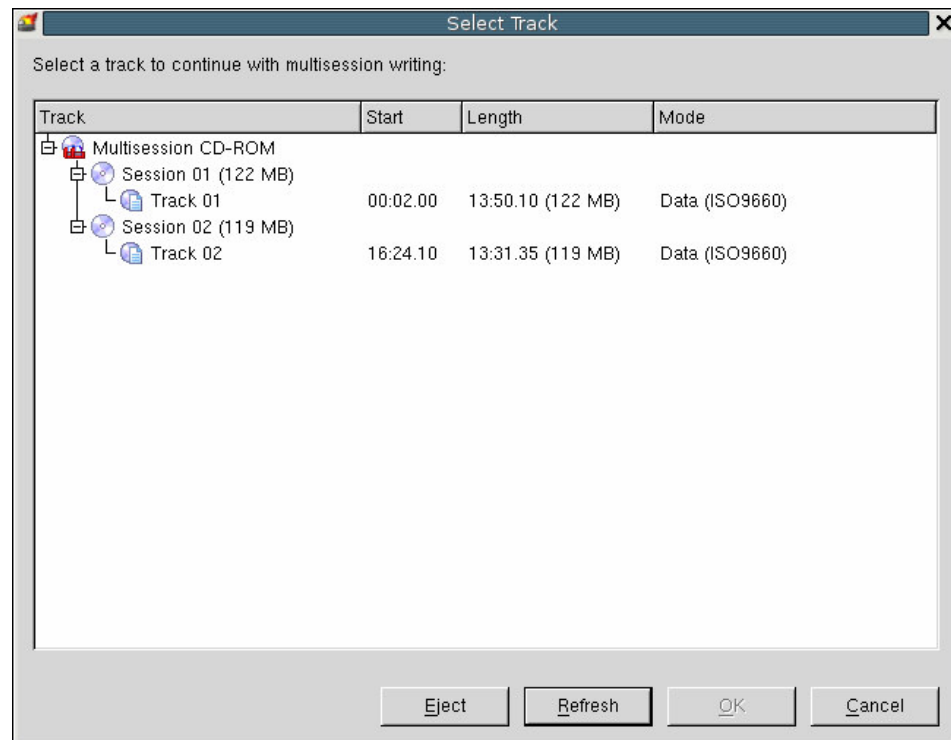 Select Track
Select a track to continue with multisession writing:
Track Start Length Mode
Multisession CD-ROM
Session 01 (122 MB)
Track 01 00:02.00 13:50.10 (122 MB) Data (ISO9660)
Session 02 (119 MB)
Track 02 16:24.10 13:31.35 (119 MB) Data (ISO9660)
Eject Refresh OK Cancel